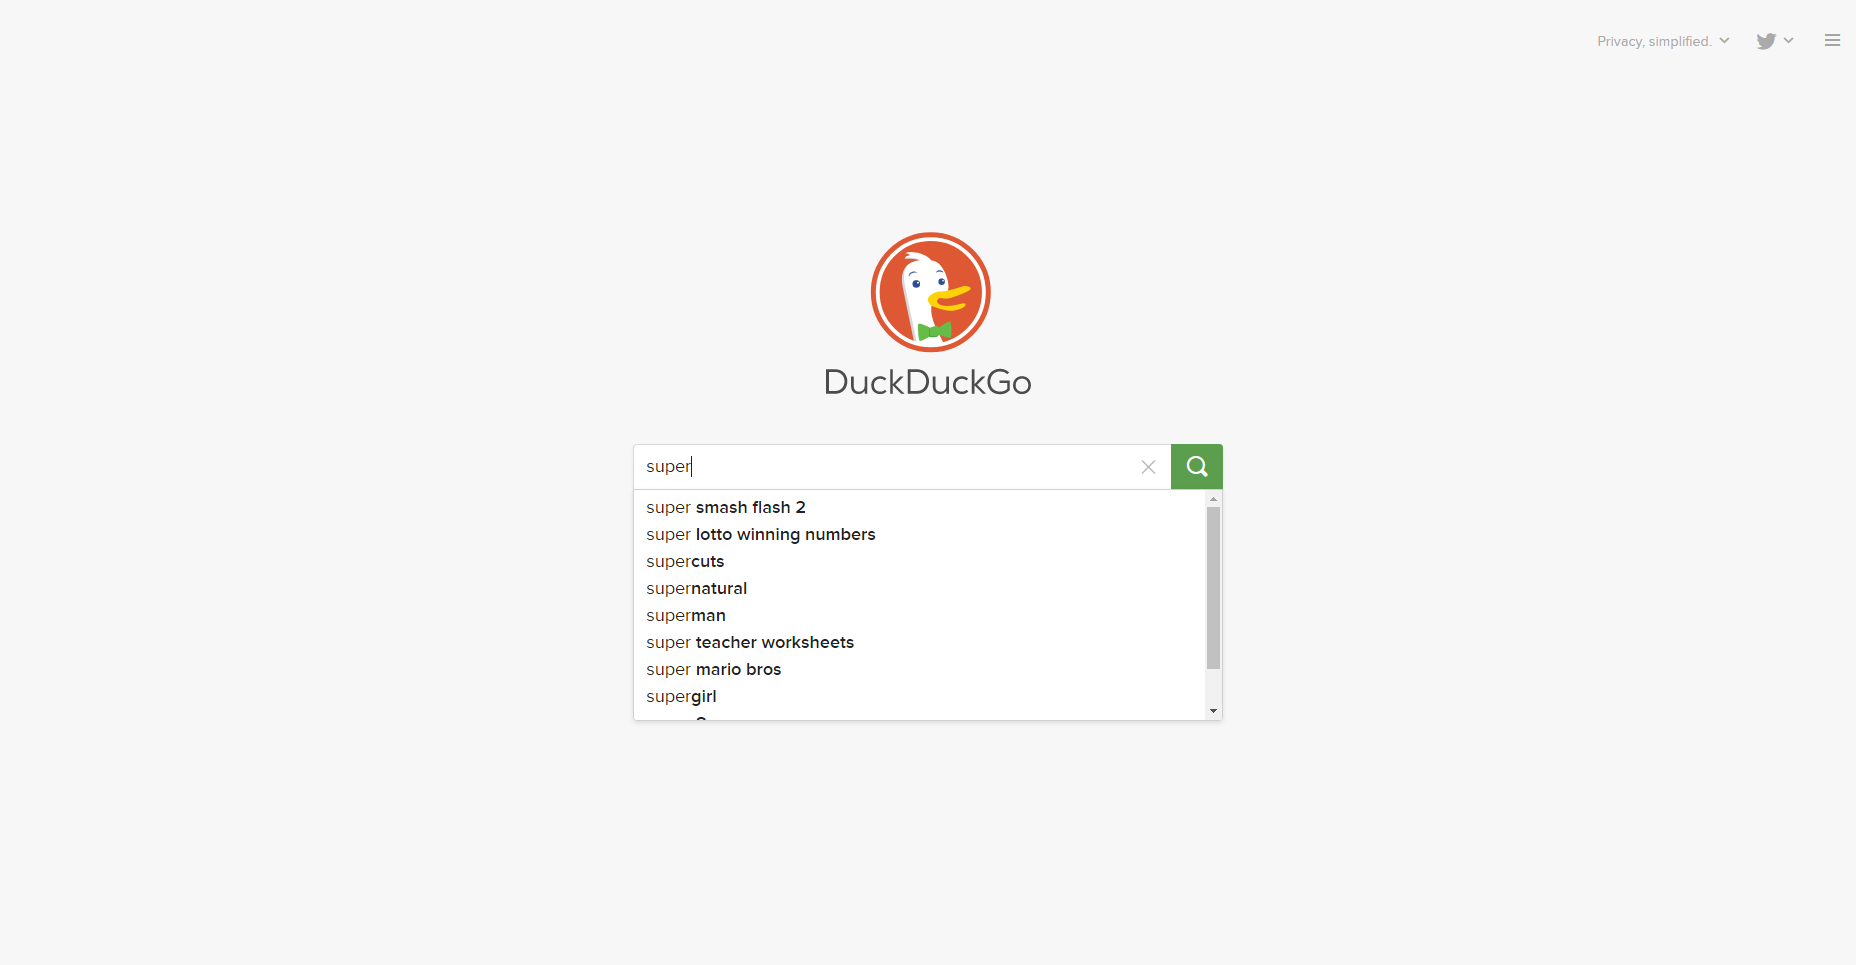 Privacy, simplified.
DuckDuckGo
super
super smash flash 2
super lotto winning numbers
supercuts
supernatural
superman
super teacher worksheets
super mario bros
supergirl